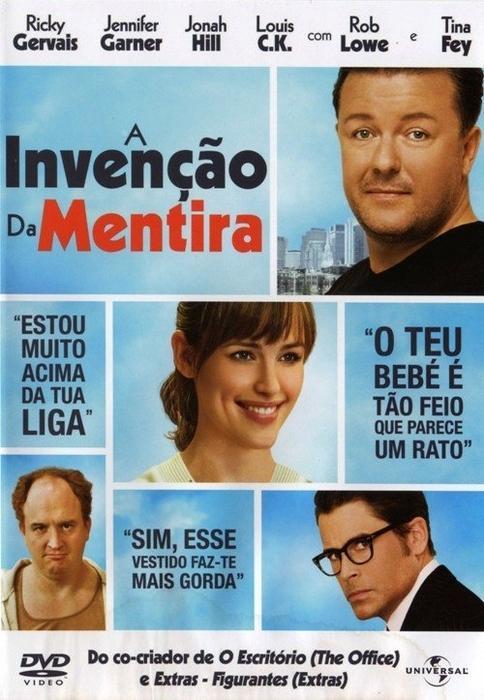 Ricky Gervais
Jennifer Garner
Jonah Hill
Louis C.K.
com
Rob Lowe
e
Tina Fey
A
Invenção
Da Mentira
"ESTOU
MUITO
ACIMA
DA TUA
LIGA"
"O TEU
BEBÉ É
TÃO FEIO
QUE PARECE
UM RATO"
"SIM, ESSE
VESTIDO FAZ-TE
MAIS GORDA"
DVD
VIDEO
Do co-criador de O Escritório (The Office)
e Extras - Figurantes (Extras)
UNIVERSAL